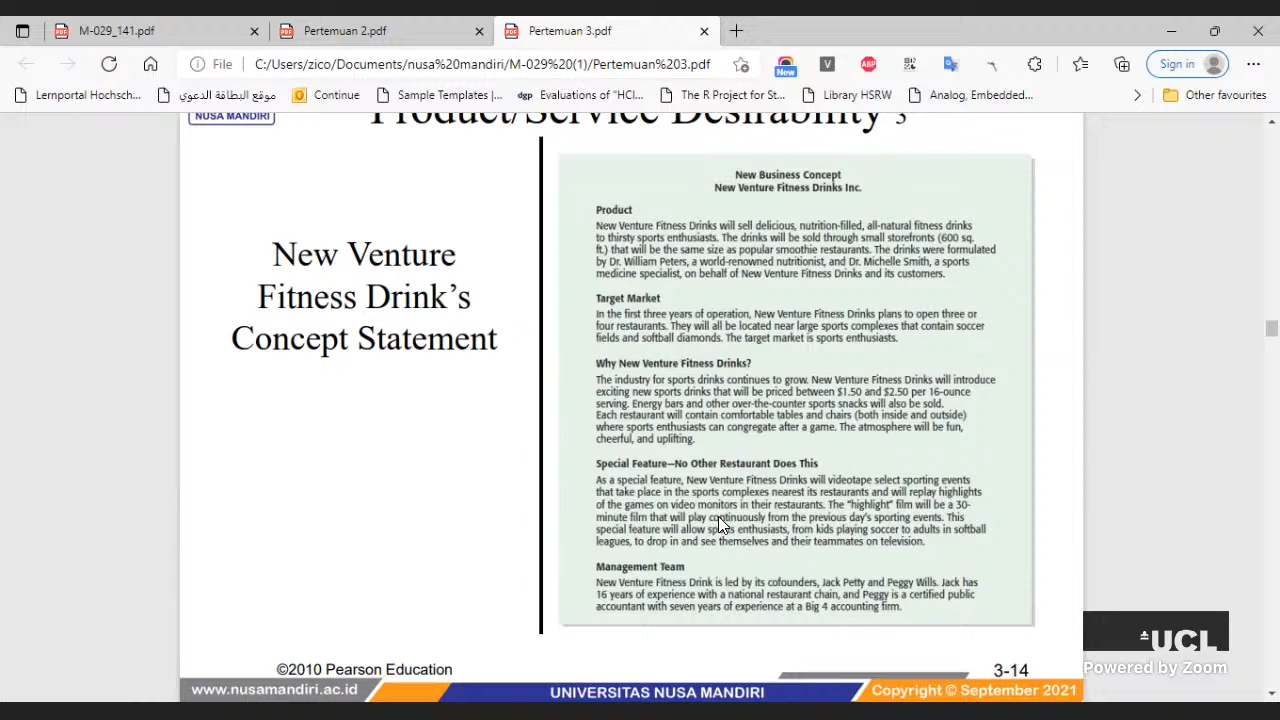 M-029_141.pdf
Pertemuan 2.pdf
Pertemuan 3.pdf
File
C:/Users/zico/Documents/nusa%20mandiri/M-029%20(1)/Pertemuan%203.pdf
New
V
ABP
Sign in
Lernportal Hochsch...
موقع البطاقة الدعوي
Continue
Sample Templates |...
dgp Evaluations of "HCI...
The R Project for St...
Library HSRW
Analog, Embedded...
Other favourites
NUSA MANDIRI
Product/Service Desirability 3
New Venture
Fitness Drink's
Concept Statement
New Business Concept
New Venture Fitness Drinks Inc.
Product
New Venture Fitness Drinks will sell delicious, nutrition-filled, all-natural fitness drinks
to thirsty sports enthusiasts. The drinks will be sold through small storefronts (600 sq.
ft.) that will be the same size as popular smoothie restaurants. The drinks were formulated
by Dr. William Peters, a world-renowned nutritionist, and Dr. Michelle Smith, a sports
medicine specialist, on behalf of New Venture Fitness Drinks and its customers.
Target Market
In the first three years of operation, New Venture Fitness Drinks plans to open three or
four restaurants. They will all be located near large sports complexes that contain soccer
fields and softball diamonds. The target market is sports enthusiasts.
Why New Venture Fitness Drinks?
The industry for sports drinks continues to grow. New Venture Fitness Drinks will introduce
exciting new sports drinks that will be priced between $1.50 and $2.50 per 16-ounce
serving. Energy bars and other over-the-counter sports snacks will also be sold.
Each restaurant will contain comfortable tables and chairs (both inside and outside)
where sports enthusiasts can congregate after a game. The atmosphere will be fun,
cheerful, and uplifting.
Special Feature—No Other Restaurant Does This
As a special feature, New Venture Fitness Drinks will videotape select sporting events
that take place in the sports complexes nearest its restaurants and will replay highlights
of the games on video monitors in their restaurants. The "highlight" film will be a 30-
minute film that will play continuously from the previous day's sporting events. This
special feature will allow sports enthusiasts, from kids playing soccer to adults in softball
leagues, to drop in and see themselves and their teammates on television.
Management Team
New Venture Fitness Drink is led by its cofounders, Jack Petty and Peggy Wills. Jack has
16 years of experience with a national restaurant chain, and Peggy is a certified public
accountant with seven years of experience at a Big 4 accounting firm.
©2010 Pearson Education
3-14
www.nusamandiri.ac.id
UNIVERSITAS NUSA MANDIRI
Copyright © September 2021
UCL
Powered by Zoom